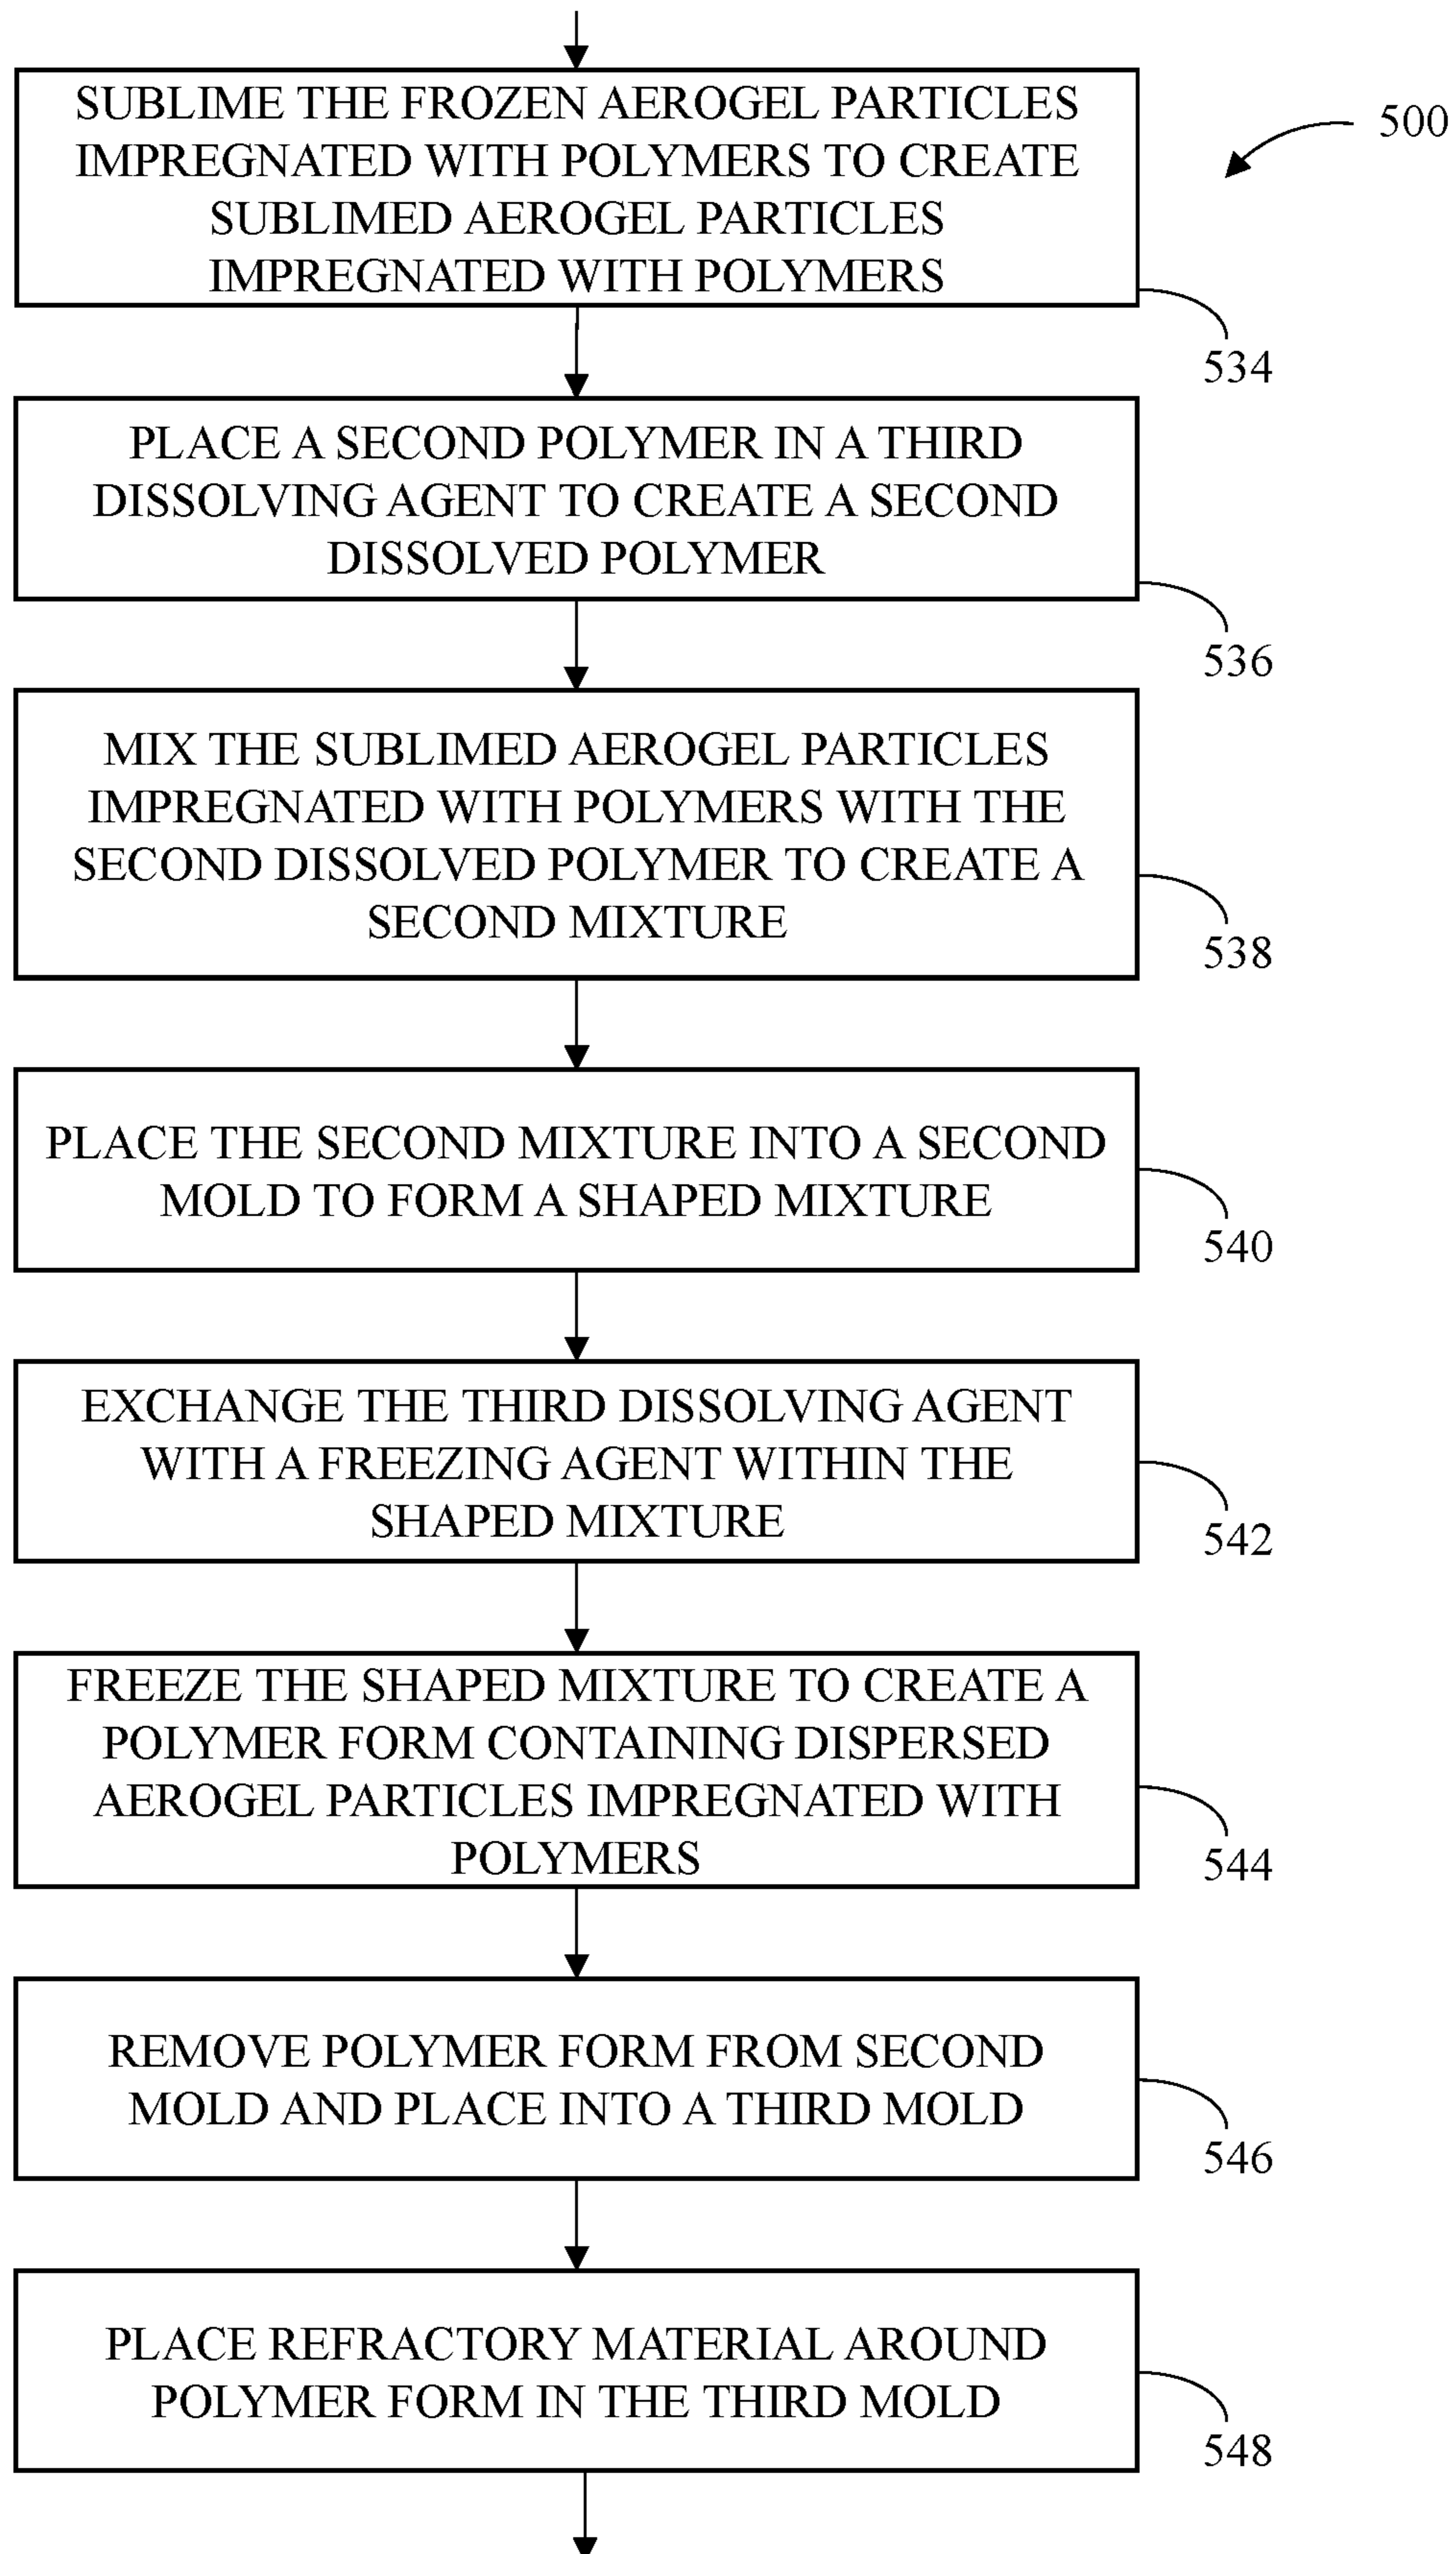 SUBLIME THE FROZEN AEROGEL PARTICLES
IMPREGNATED WITH POLYMERS TO CREATE
SUBLIMED AEROGEL PARTICLES
IMPREGNATED WITH POLYMERS
500
534
PLACE A SECOND POLYMER IN A THIRD
DISSOLVING AGENT TO CREATE A SECOND
DISSOLVED POLYMER
536
MIX THE SUBLIMED AEROGEL PARTICLES
IMPREGNATED WITH POLYMERS WITH THE
SECOND DISSOLVED POLYMER TO CREATE A
SECOND MIXTURE
538
PLACE THE SECOND MIXTURE INTO A SECOND
MOLD TO FORM A SHAPED MIXTURE
540
EXCHANGE THE THIRD DISSOLVING AGENT
WITH A FREEZING AGENT WITHIN THE
SHAPED MIXTURE
542
FREEZE THE SHAPED MIXTURE TO CREATE A
POLYMER FORM CONTAINING DISPERSED
AEROGEL PARTICLES IMPREGNATED WITH
POLYMERS
544
REMOVE POLYMER FORM FROM SECOND
MOLD AND PLACE INTO A THIRD MOLD
546
PLACE REFRACTORY MATERIAL AROUND
POLYMER FORM IN THE THIRD MOLD
548